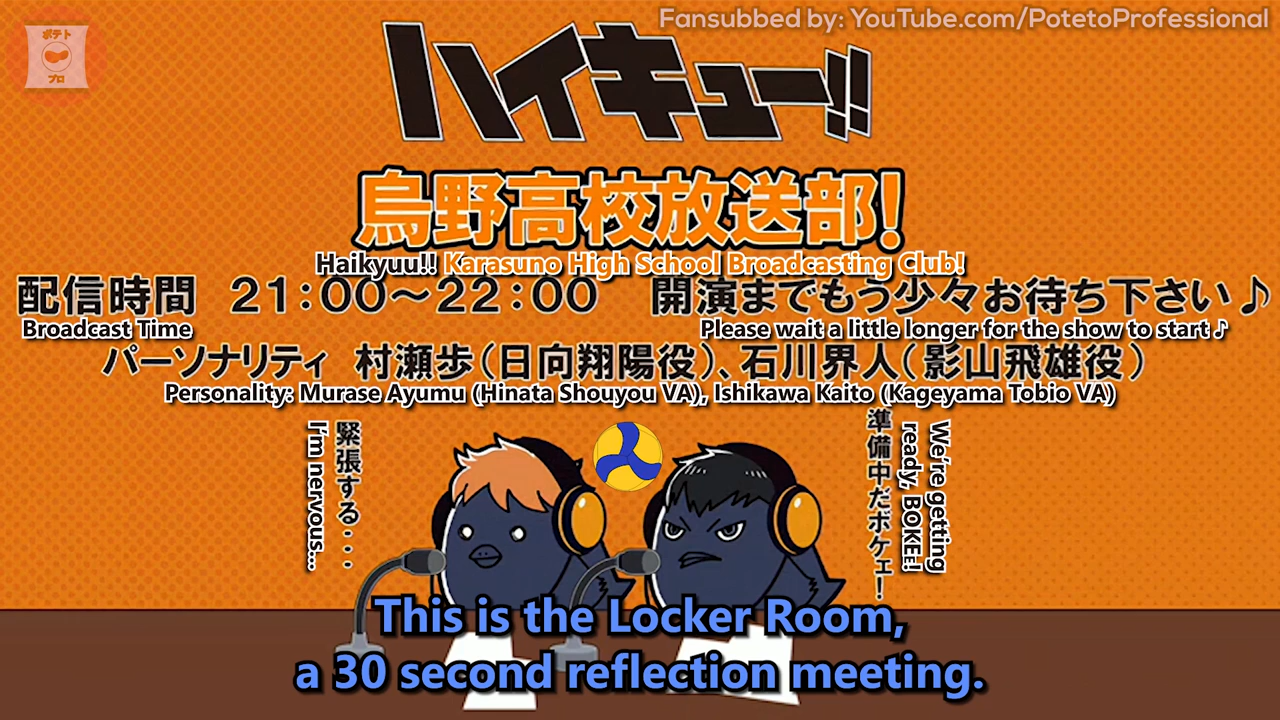 Fansubbed by: YouTube.com/PotetoProfessional
ポテト
プロ
ハイキュー!!
烏野高校放送部!
Haikyuu!! Karasuno High School Broadcasting Club!
配信時間 21:00～22:00 開演までもう少々お待ち下さい♪
Broadcast Time Please wait a little longer for the show to start♪
パーソナリティ 村瀬歩(日向翔陽役)、石川界人(影山飛雄役)
Personality: Murase Ayumu (Hinata Shouyou VA), Ishikawa Kaito (Kageyama Tobio VA)
緊張する...
I'm nervous...
We're getting
ready, BOKE!
準備中だボケェ!
This is the Locker Room,
a 30 second reflection meeting.